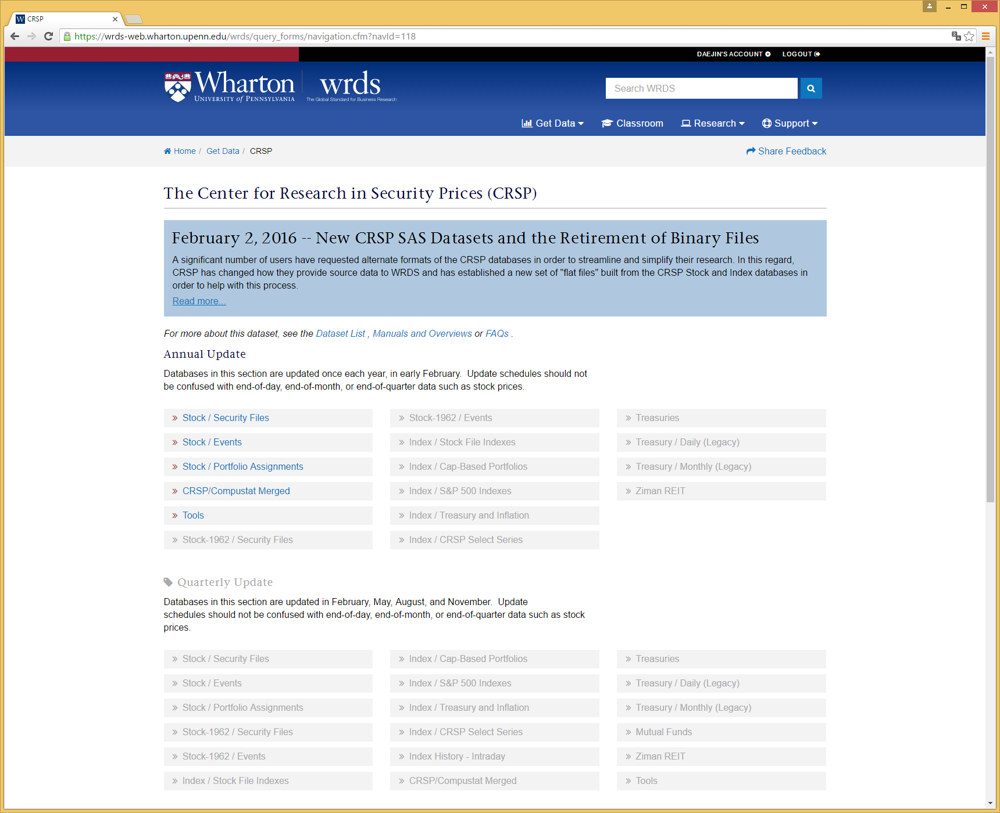 CRSP
https://wrds-web.wharton.upenn.edu/wrds/query_forms/navigation.cfm?navId=118
DAEJIN'S ACCOUNT LOGOUT
Wharton wrds
UNIVERSITY of PENNSYLVANIA The Global Standard for Business Research
Search WRDS
Get Data Classroom Research Support
Home / Get Data / CRSP Share Feedback
The Center for Research in Security Prices (CRSP)
February 2, 2016 -- New CRSP SAS Datasets and the Retirement of Binary Files
A significant number of users have requested alternate formats of the CRSP databases in order to streamline and simplify their research. In this regard,
CRSP has changed how they provide source data to WRDS and has established a new set of "flat files" built from the CRSP Stock and Index databases in
order to help with this process.
Read more...
For more about this dataset, see the Dataset List , Manuals and Overviews or FAQs .
Annual Update
Databases in this section are updated once each year, in early February.  Update schedules should not
be confused with end-of-day, end-of-month, or end-of-quarter data such as stock prices.
» Stock / Security Files » Stock-1962 / Events » Treasuries
» Stock / Events » Index / Stock File Indexes » Treasury / Daily (Legacy)
» Stock / Portfolio Assignments » Index / Cap-Based Portfolios » Treasury / Monthly (Legacy)
» CRSP/Compustat Merged » Index / S&P 500 Indexes » Ziman REIT
» Tools » Index / Treasury and Inflation
» Stock-1962 / Security Files » Index / CRSP Select Series
Quarterly Update
Databases in this section are updated in February, May, August, and November.  Update
schedules should not be confused with end-of-day, end-of-month, or end-of-quarter data such as stock
prices.
» Stock / Security Files » Index / Cap-Based Portfolios » Treasuries
» Stock / Events » Index / S&P 500 Indexes » Treasury / Daily (Legacy)
» Stock / Portfolio Assignments » Index / Treasury and Inflation » Treasury / Monthly (Legacy)
» Stock-1962 / Security Files » Index / CRSP Select Series » Mutual Funds
» Stock-1962 / Events » Index History - Intraday » Ziman REIT
» Index / Stock File Indexes » CRSP/Compustat Merged » Tools